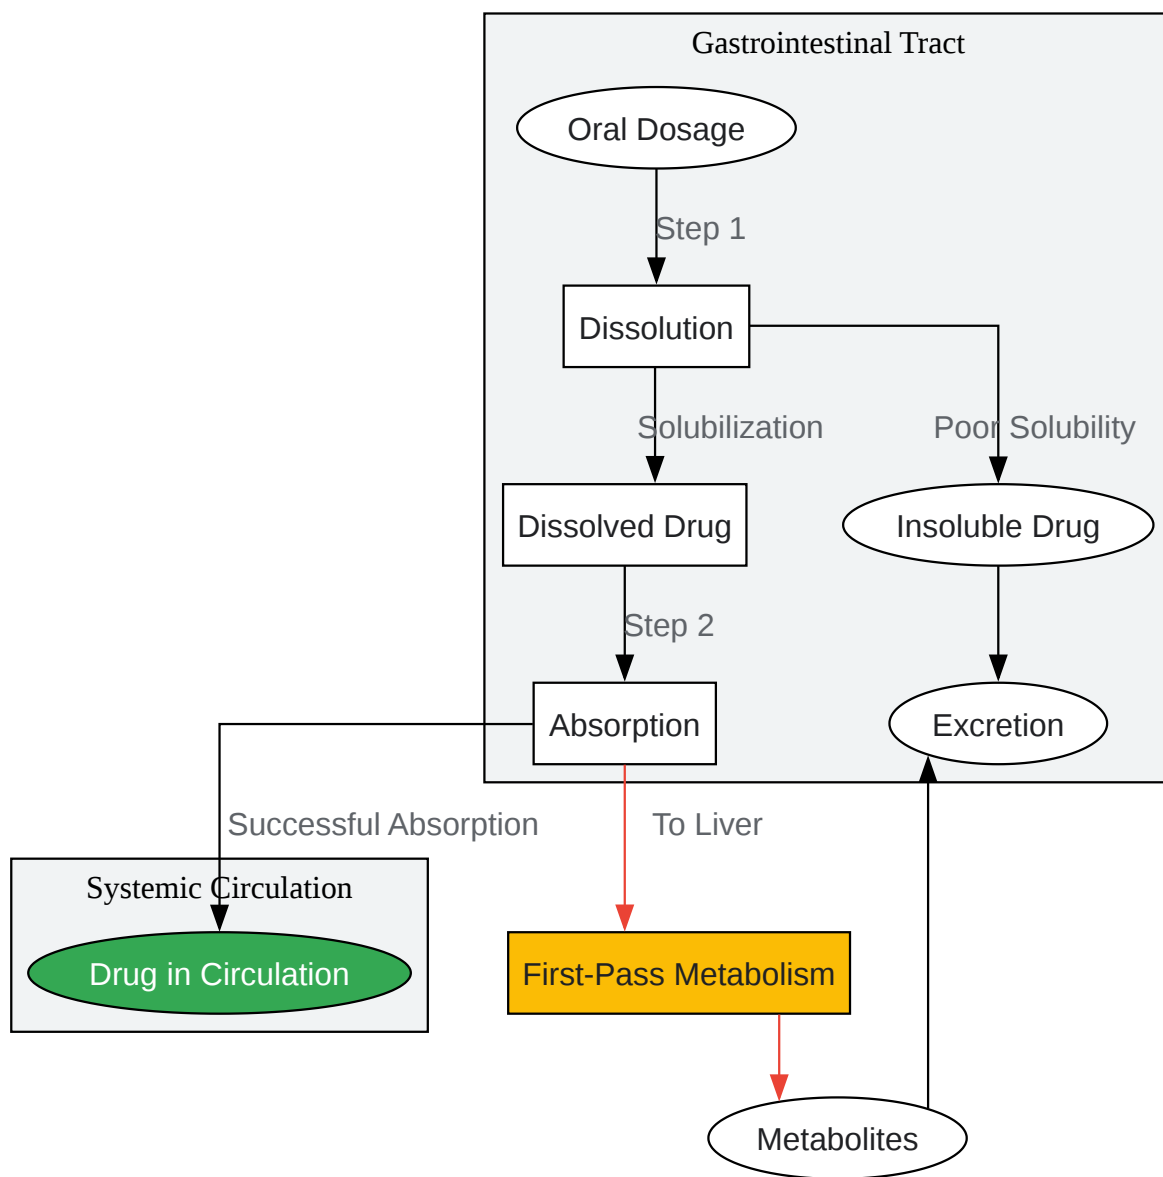 Gastrointestinal Tract
Oral Dosage
Step 1
Dissolution
Solubilization
Poor Solubility
Dissolved Drug
Insoluble Drug
Step 2
Absorption
Excretion
Successful Absorption
To Liver
Systemic Circulation
Drug in Circulation
First-Pass Metabolism
Metabolites